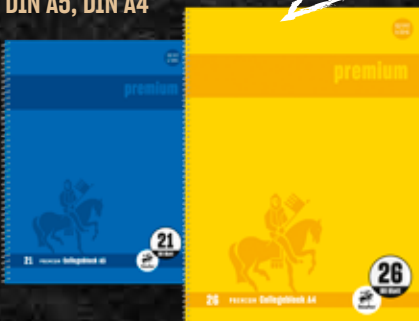 DIN A5, DIN A4
premium
21
21 PREMIUM Collegeblock A5
premium
26
26 PREMIUM Collegeblock A4